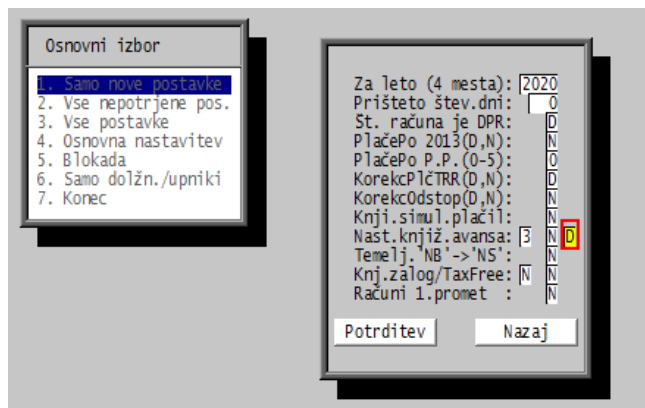 Osnovni izbor
1. Samo nove postavke
2. Vse nepotrjene pos.
3. Vse postavke
4. Osnovna nastavitev
5. Blokada
6. Samo dolžn./upniki
7. Konec
Za leto (4 mesta): 2020
Prišteto štev.dni: 0
Št. računa je DPR: D
PlačePo 2013(D,N): N
PlačePo P.P.(0-5): 0
KorekcPlčTRR(D,N): D
KorekcOdstop(D,N): N
Knji.simul.plačil: N
Nast.knjiž.avansa: 3 N D
Temelj.'NB'->'NS': N
Knj.zalog/TaxFree: N N
Računi 1.promet : N
Potrditev Nazaj